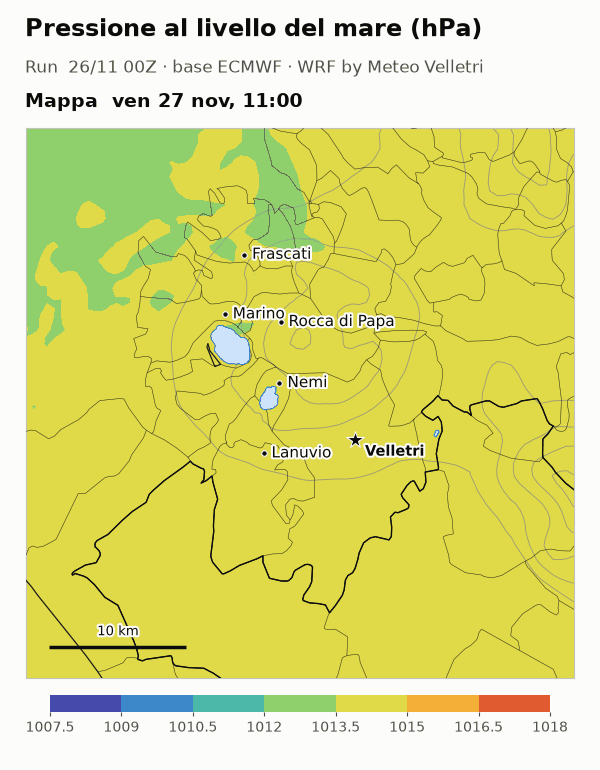 Pressione al livello del mare (hPa)
Run  26/11 00Z · base ECMWF · WRF by Meteo Velletri
Mappa  ven 27 nov, 11:00
Frascati
Marino
Rocca di Papa
Nemi
Velletri
Lanuvio
10 km
1007.5 1009 1010.5 1012 1013.5 1015 1016.5 1018